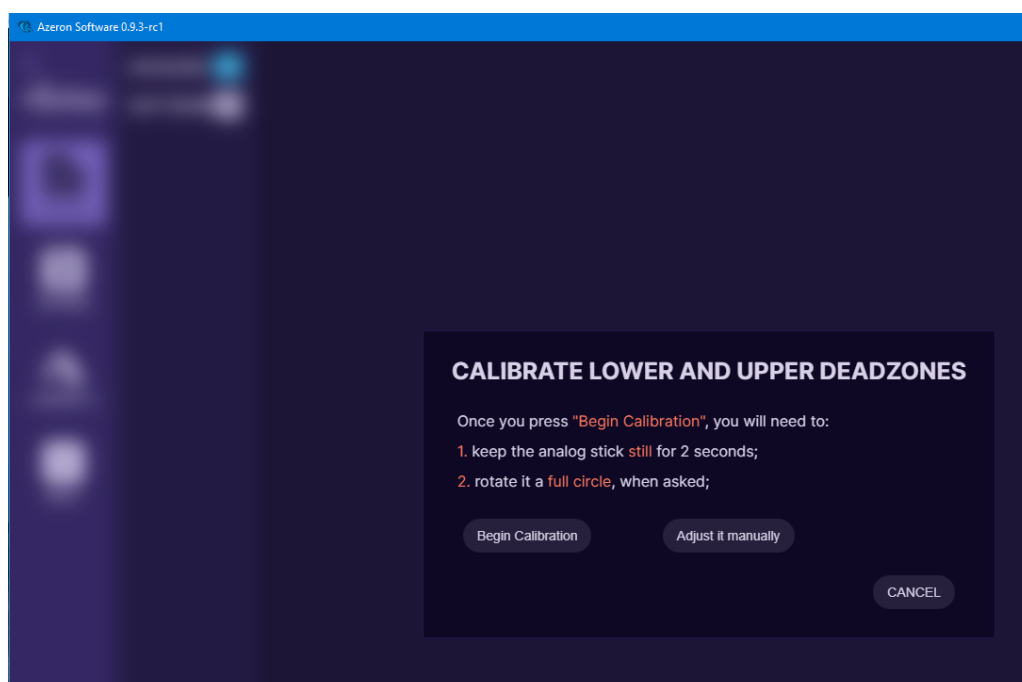 Azeron Software 0.9.3-rc1
CALIBRATE LOWER AND UPPER DEADZONES
Once you press "Begin Calibration", you will need to:
1. keep the analog stick still for 2 seconds;
2. rotate it a full circle, when asked;
Begin Calibration
Adjust it manually
CANCEL